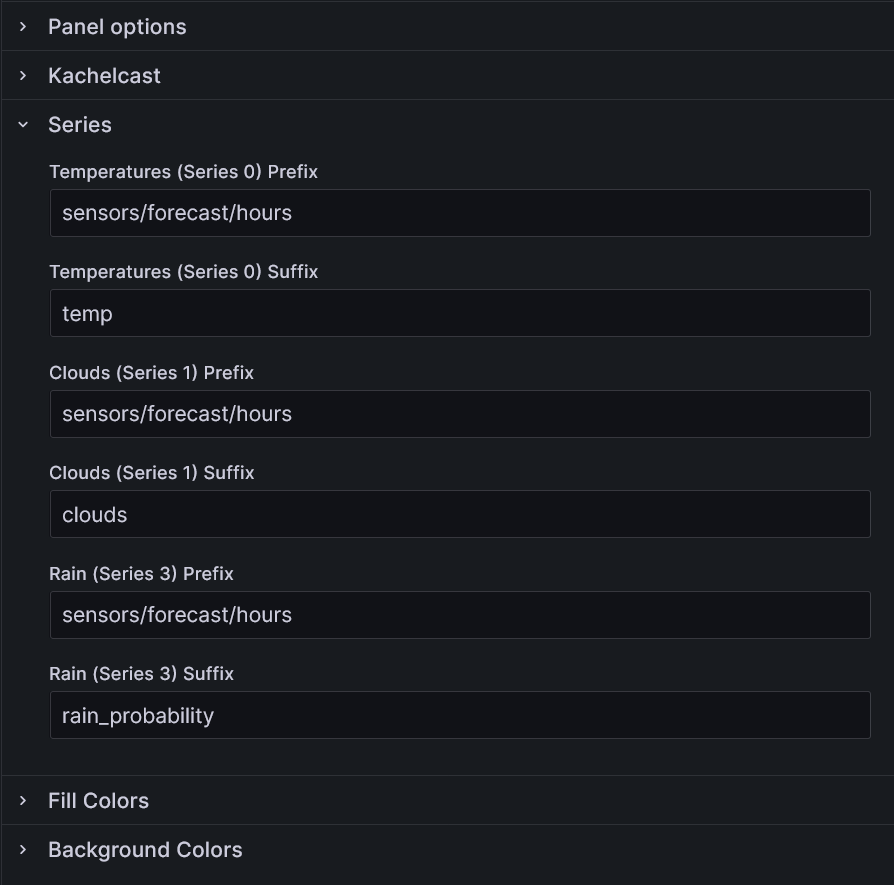 Panel options
Kachelcast
Series
Temperatures (Series 0) Prefix
sensors/forecast/hours
Temperatures (Series 0) Suffix
temp
Clouds (Series 1) Prefix
sensors/forecast/hours
Clouds (Series 1) Suffix
clouds
Rain (Series 3) Prefix
sensors/forecast/hours
Rain (Series 3) Suffix
rain_probability
Fill Colors
Background Colors